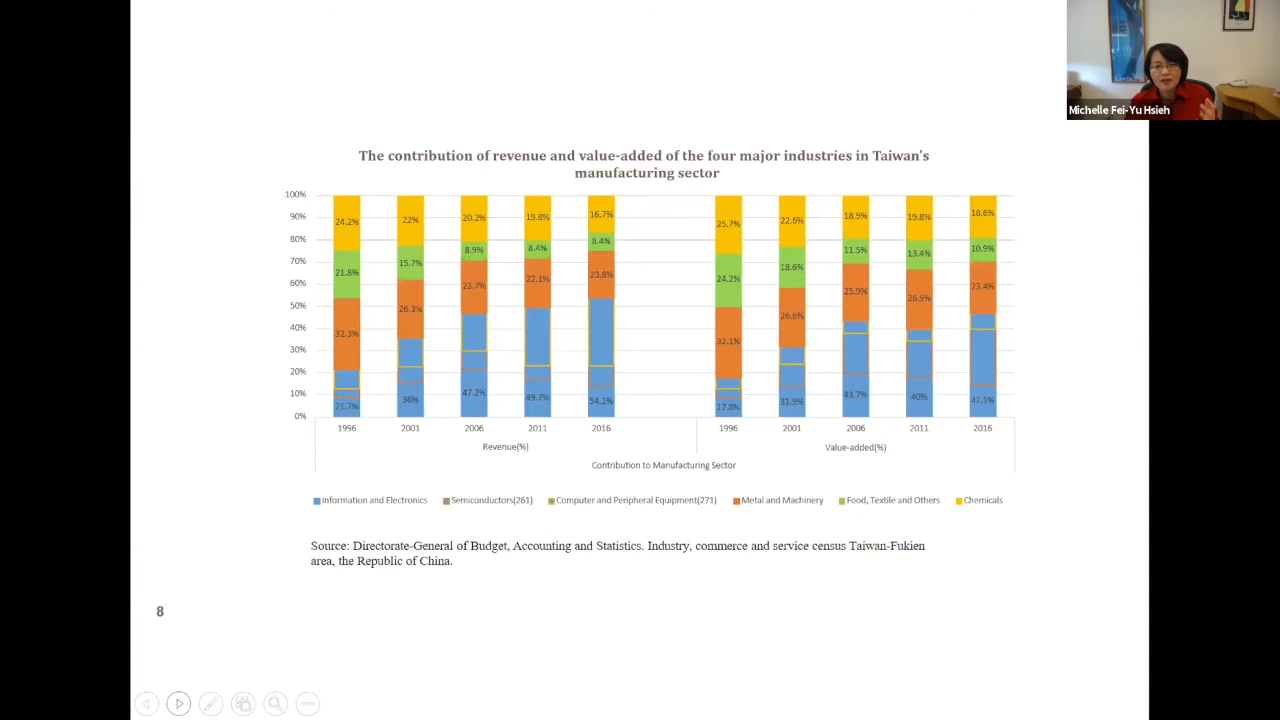 Michelle Fei-Yu Hsieh
The contribution of revenue and value-added of the four major industries in Taiwan's
manufacturing sector
100%
90%
80%
70%
60%
50%
40%
30%
20%
10%
0%
24.2% 22% 20.2% 19.8% 16.7% 25.7% 22.6% 18.9% 19.8% 18.6%
21.8% 15.7% 8.9% 8.4% 8.4% 24.2% 18.6% 11.5% 13.4% 10.9%
32.3% 26.3% 23.7% 22.1% 20.8% 32.1% 26.6% 25.9% 26.9% 23.4%
21.7% 36% 47.2% 49.7% 54.1% 17.8% 31.9% 43.7% 40% 47.1%
1996 2001 2006 2011 2016 1996 2001 2006 2011 2016
Revenue(%) Value-added(%)
Contribution to Manufacturing Sector
Information and Electronics Semiconductors(261) Computer and Peripheral Equipment(271) Metal and Machinery Food, Textile and Others Chemicals
Source: Directorate-General of Budget, Accounting and Statistics. Industry, commerce and service census Taiwan-Fukien
area, the Republic of China.
8